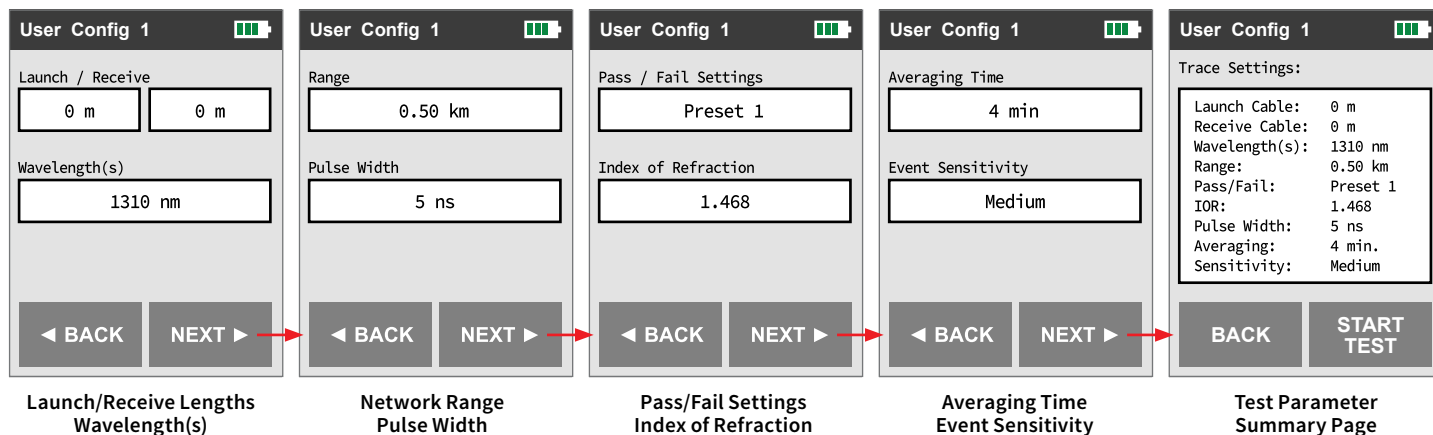 User Config 1
Launch / Receive
0 m
0 m
Wavelength(s)
1310 nm
◄ BACK
NEXT ►
Launch/Receive Lengths
Wavelength(s)
User Config 1
Range
0.50 km
Pulse Width
5 ns
◄ BACK
NEXT ►
Network Range
Pulse Width
User Config 1
Pass / Fail Settings
Preset 1
Index of Refraction
1.468
◄ BACK
NEXT ►
Pass/Fail Settings
Index of Refraction
User Config 1
Averaging Time
4 min
Event Sensitivity
Medium
◄ BACK
NEXT ►
Averaging Time
Event Sensitivity
User Config 1
Trace Settings:
Launch Cable: 0 m
Receive Cable: 0 m
Wavelength(s): 1310 nm
Range: 0.50 km
Pass/Fail: Preset 1
IOR: 1.468
Pulse Width: 5 ns
Averaging: 4 min.
Sensitivity: Medium
BACK
START
TEST
Test Parameter
Summary Page